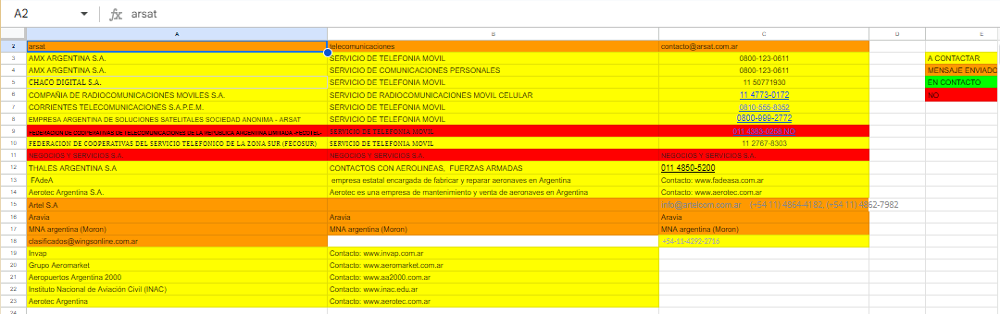 A2 fx arsat
A B C D E
2 arsat telecomunicaciones contacto@arsat.com.ar
3 AMX ARGENTINA S.A. SERVICIO DE TELEFONIA MOVIL 0800-123-0611 A CONTACTAR
4 AMX ARGENTINA S.A. SERVICIO DE COMUNICACIONES PERSONALES 0800-123-0611 MENSAJE ENVIADO
5 CHACO DIGITAL S.A. SERVICIO DE TELEFONIA MOVIL 11 50771930 EN CONTACTO
6 COMPAÑIA DE RADIOCOMUNICACIONES MOVILES S.A. SERVICIO DE RADIOCOMUNICACIONES MOVIL CELULAR 11 4773-0172 NO
7 CORRIENTES TELECOMUNICACIONES S.A.P.E.M. SERVICIO DE TELEFONIA MOVIL 0810-555-8352
8 EMPRESA ARGENTINA DE SOLUCIONES SATELITALES SOCIEDAD ANONIMA - ARSAT SERVICIO DE TELEFONIA MOVIL 0800-999-2772
9 FEDERACION DE COOPERATIVAS DE TELECOMUNICACIONES DE LA REPUBLICA ARGENTINA LIMITADA -FECOTEL- SERVICIO DE TELEFONIA MOVIL
10 FEDERACION DE COOPERATIVAS DEL SERVICIO TELEFONICO DE LA ZONA SUR (FECOSUR) SERVICIO DE TELEFONIA MOVIL 11 2767-8303
11 NEGOCIOS Y SERVICIOS S.A. NEGOCIOS Y SERVICIOS S.A. NEGOCIOS Y SERVICIOS S.A.
12 THALES ARGENTINA S.A CONTACTOS CON AEROLINEAS, FUERZAS ARMADAS 011 4850-5200
13 FAdeA empresa estatal encargada de fabricar y reparar aeronaves en Argentina Contacto: www.fadeasa.com.ar
14 Aerotec Argentina S.A. Aerotec es una empresa de mantenimiento y venta de aeronaves en Argentina Contacto: www.aerotec.com.ar
15 Artel S.A info@artelcom.com.ar (+54 11) 4864-4182, (+54 11) 4862-7982
16 Aravia Aravia Aravia
17 MNA argentina (Moron) MNA argentina (Moron) MNA argentina (Moron)
18 clasificados@wingsonline.com.ar +54-11-4292-2716
19 Invap Contacto: www.invap.com.ar
20 Grupo Aeromarket Contacto: www.aeromarket.com.ar
21 Aeropuertos Argentina 2000 Contacto: www.aa2000.com.ar
22 Instituto Nacional de Aviación Civil (INAC) Contacto: www.inac.edu.ar
23 Aerotec Argentina Contacto: www.aerotec.com.ar
24